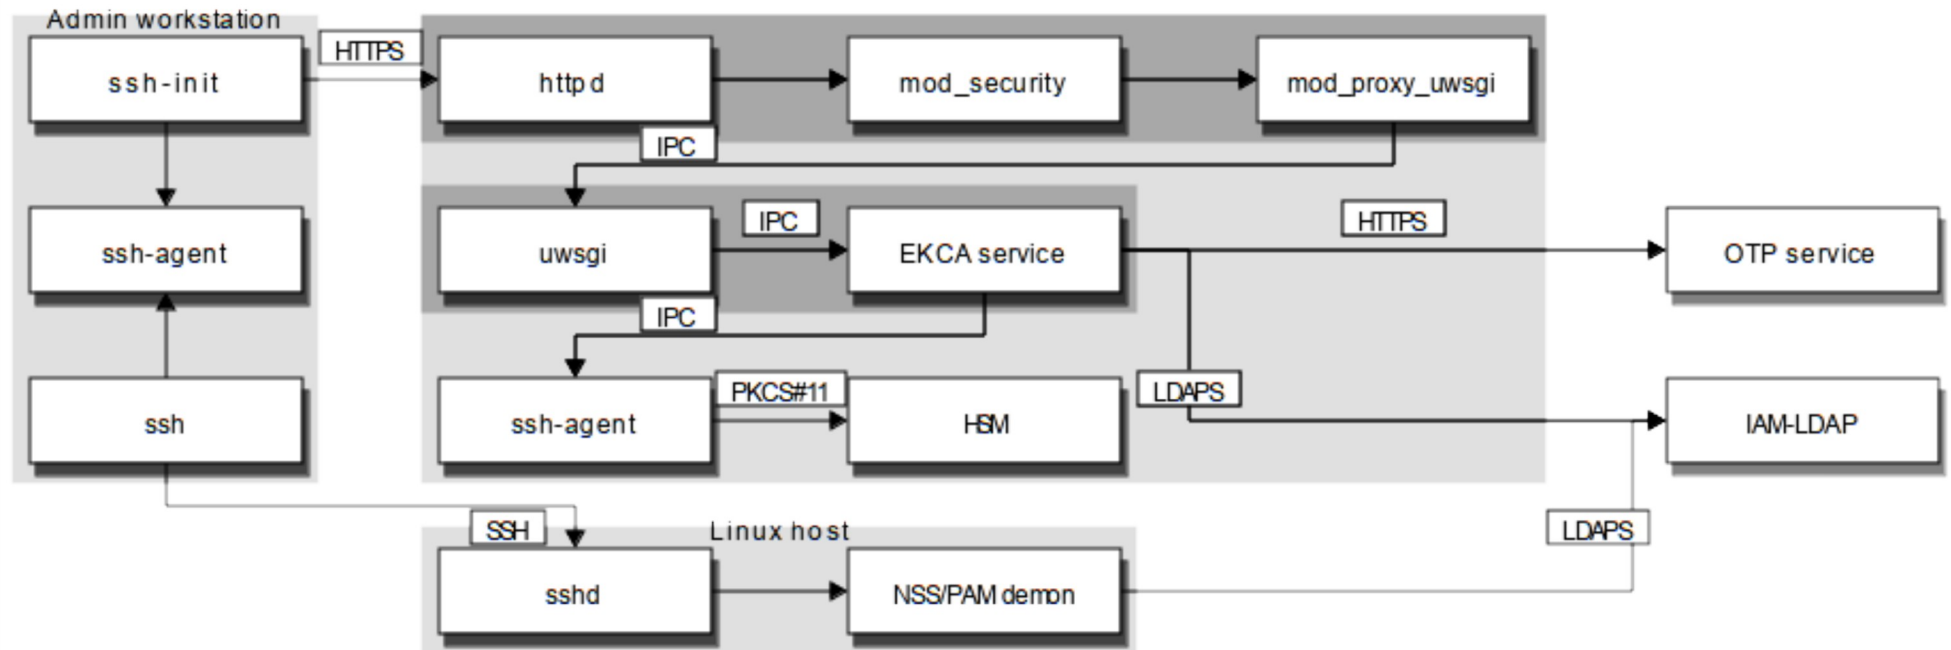 Admin workstation
ssh-init
HTTPS
httpd
mod_security
mod_proxy_uwsgi
IPC
ssh-agent
uwsgi
IPC
EKCA service
HTTPS
OTP service
IPC
ssh
ssh-agent
PKCS#11
HSM
LDAPS
IAM-LDAP
SSH
Linux host
LDAPS
sshd
NSS/PAM demon